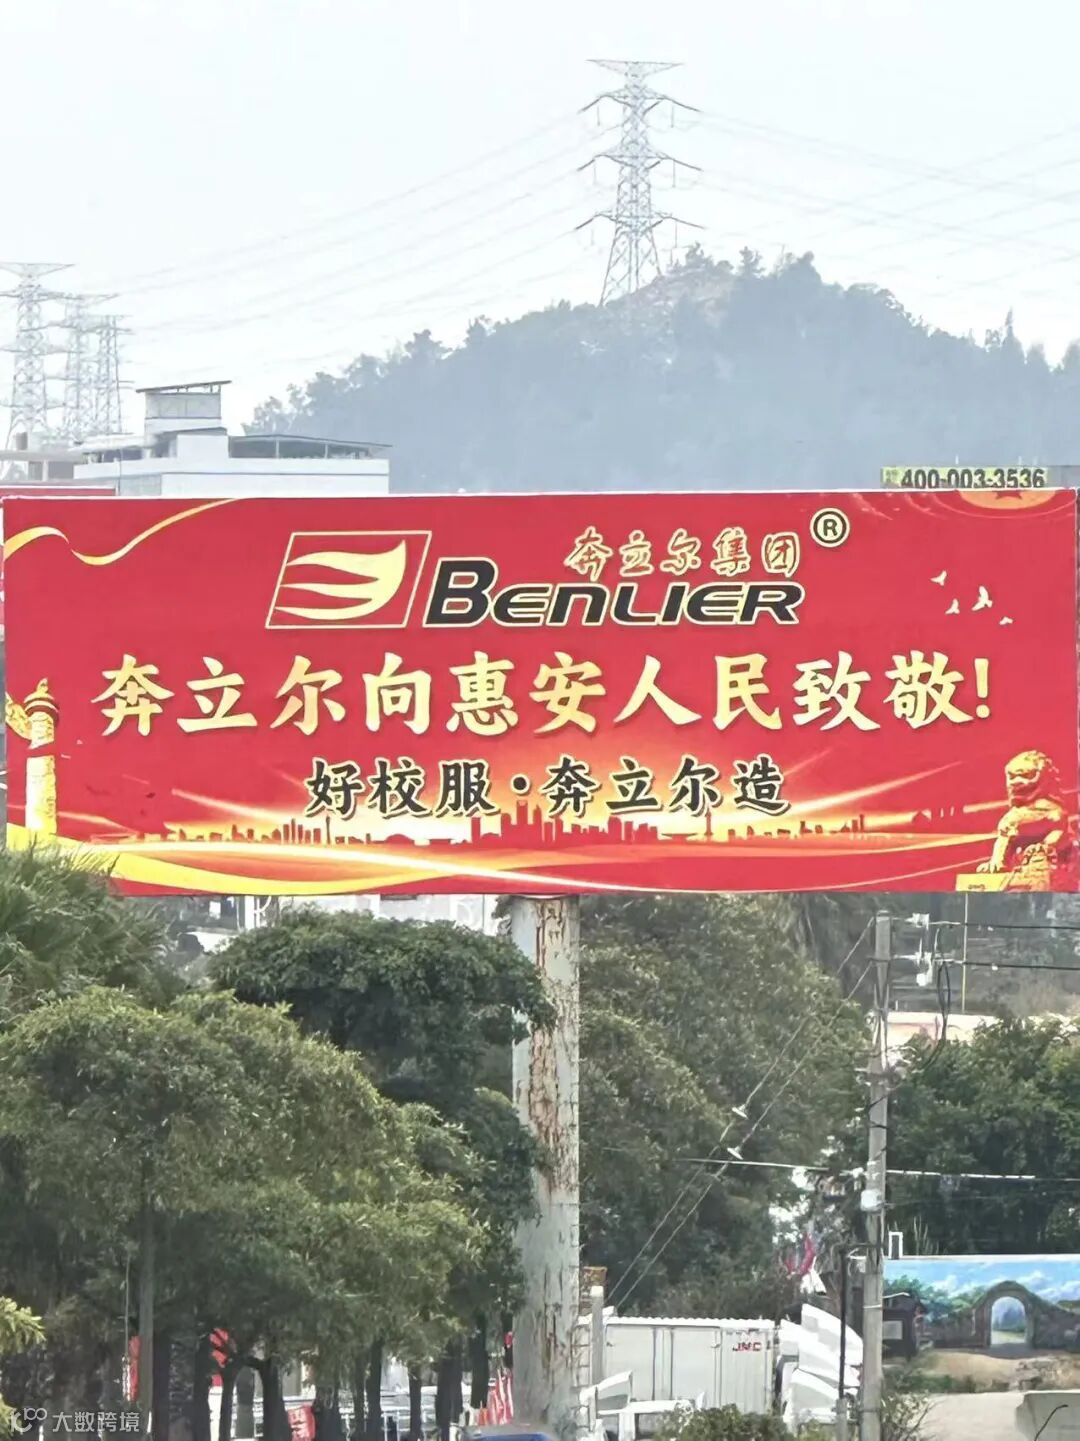 400-003-3536
奔立尔集团®
BENLIER
奔立尔向惠安人民致敬!
好校服·奔立尔造
JMC
大数跨境